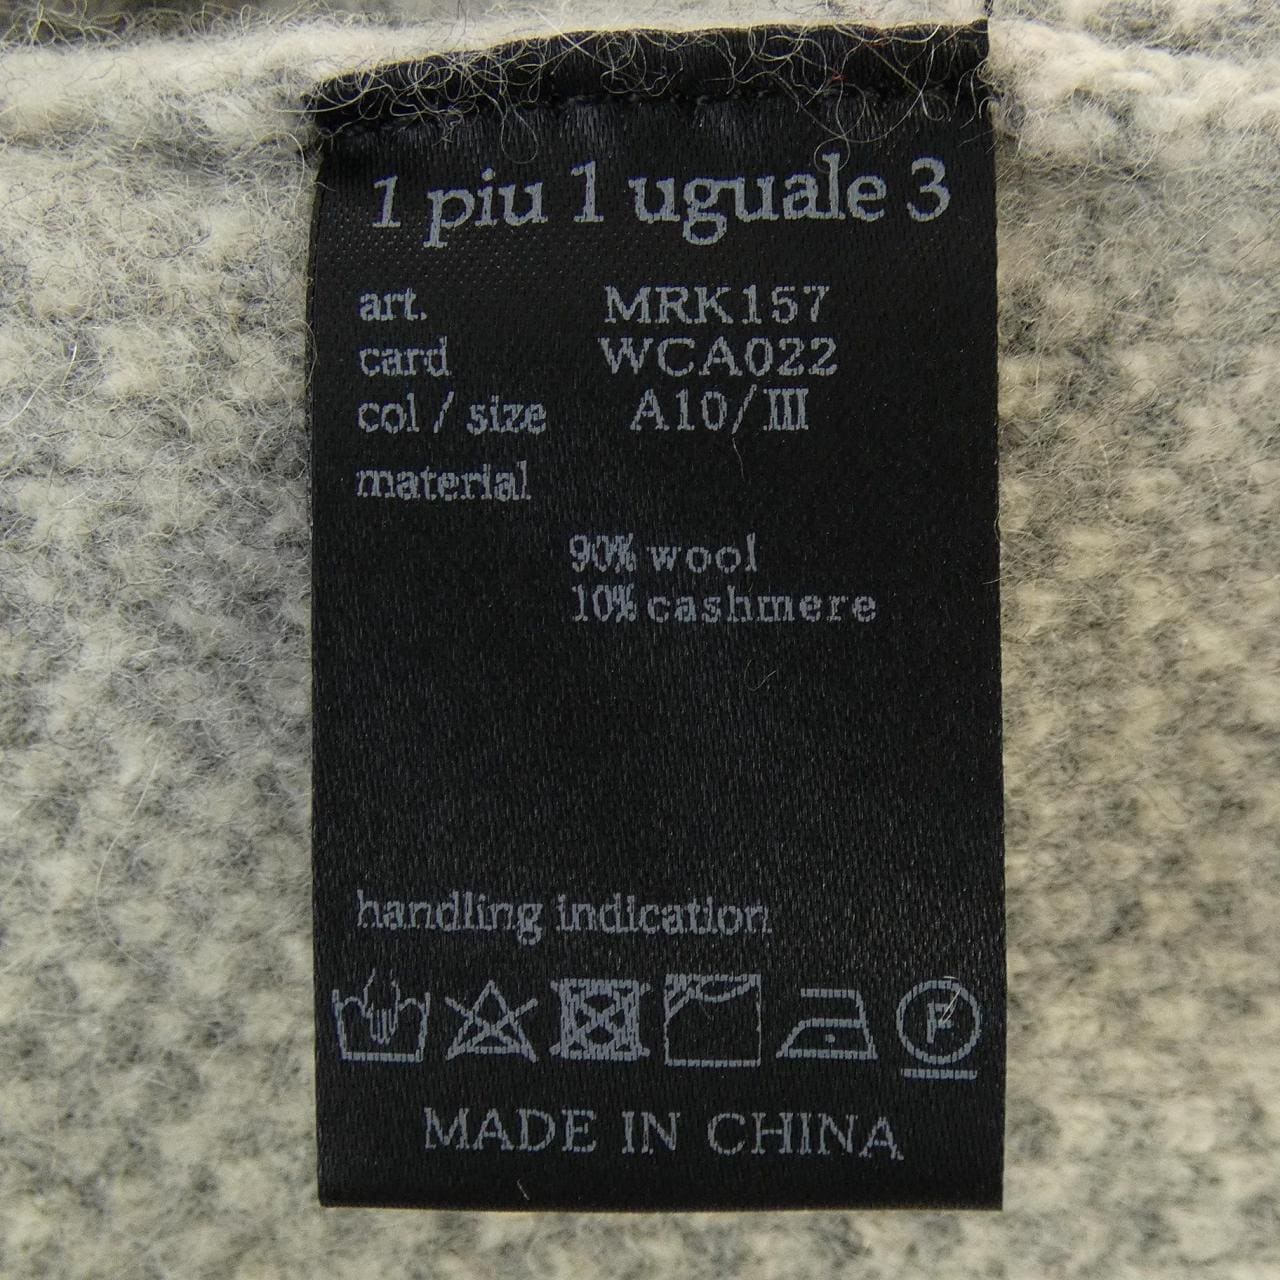 1 piu 1 uguale 3
art. MRK157
card WCA022
col / size A10/III
material
90% wool
10% cashmere
handling indication
F
MADE IN CHINA